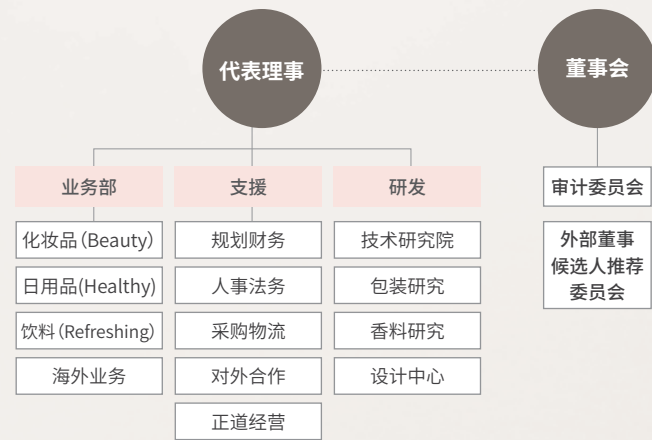 代表理事
董事会
业务部
支援
研发
审计委员会
化妆品（Beauty）
规划财务
技术研究院
外部董事
候选人推荐
委员会
日用品(Healthy)
人事法务
包装研究
饮料（Refreshing）
采购物流
香料研究
海外业务
对外合作
设计中心
正道经营